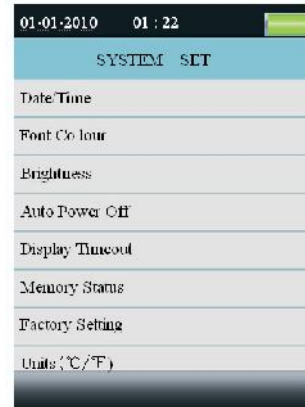 01-01-2010 01 : 22
SYSTEM SET
Date/Time
Font Colour
Brightness
Auto Power Off
Display Timeout
Memory Status
Factory Setting
Units (℃/℉)